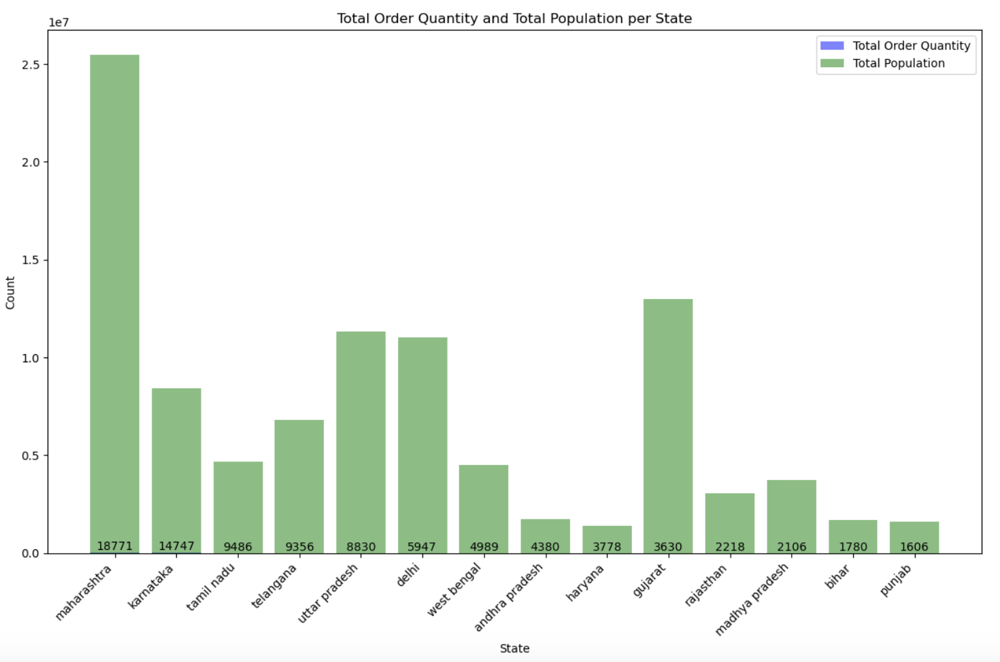 Total Order Quantity and Total Population per State
1e7
Total Order Quantity
Total Population
2.5
2.0
1.5
1.0
0.5
0.0
Count
18771 14747 9486 9356 8830 5947 4989 4380 3778 3630 2218 2106 1780 1606
maharashtra karnataka tamil nadu telangana uttar pradesh delhi west bengal andhra pradesh haryana gujarat rajasthan madhya pradesh bihar punjab
State